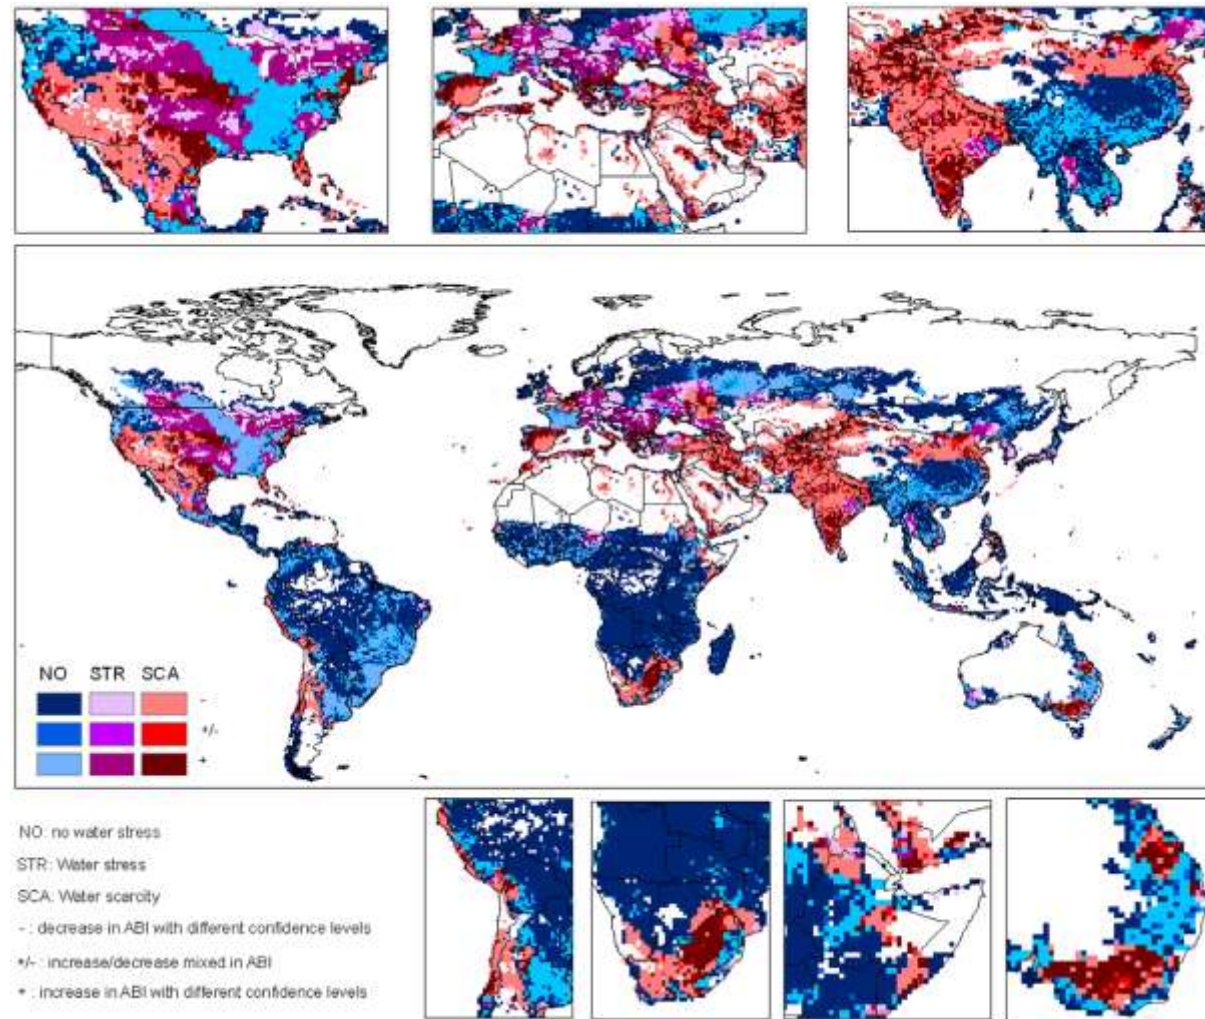 NO STR SCA
-
+/-
+
NO: no water stress
STR: Water stress
SCA: Water scarcity
- : decrease in ABI with different confidence levels
+/- : increase/decrease mixed in ABI
+ : increase in ABI with different confidence levels